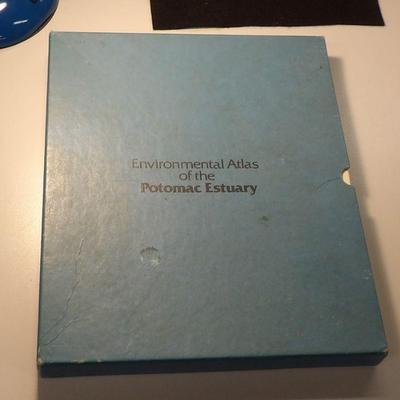 Environmental Atlas
of the
Potomac Estuary